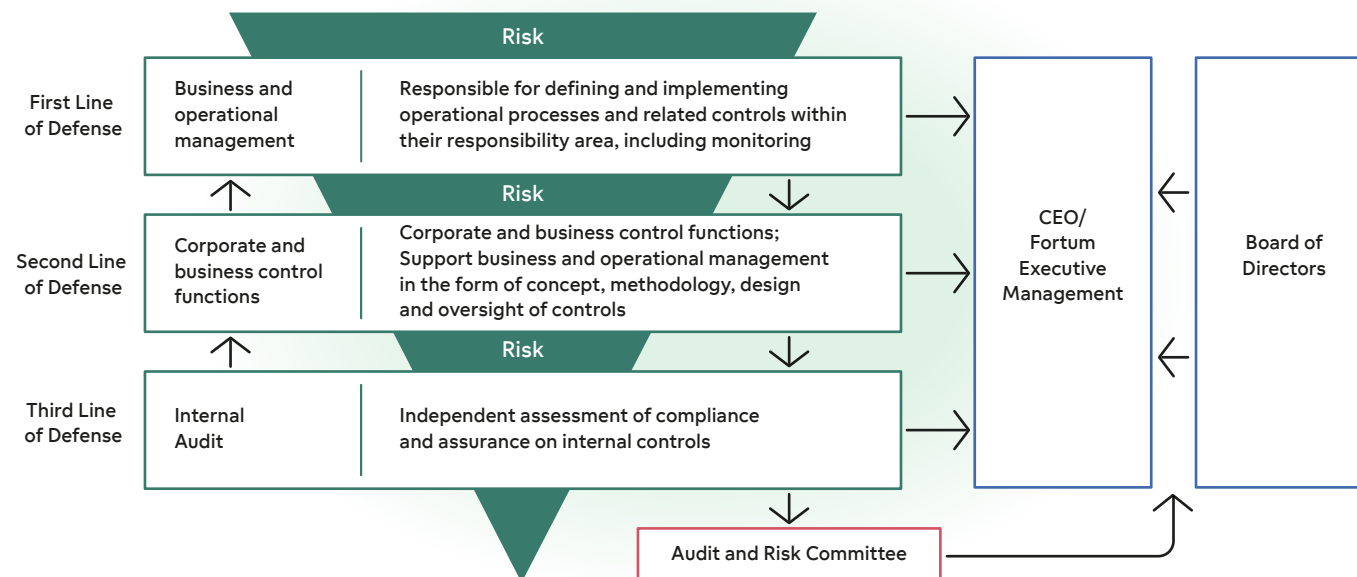 Risk
First Line
of Defense
Business and
operational
management
Responsible for defining and implementing
operational processes and related controls within
their responsibility area, including monitoring
Risk
Second Line
of Defense
Corporate and
business control
functions
Corporate and business control functions;
Support business and operational management
in the form of concept, methodology, design
and oversight of controls
Risk
Third Line
of Defense
Internal
Audit
Independent assessment of compliance
and assurance on internal controls
CEO/
Fortum
Executive
Management
Board of
Directors
Audit and Risk Committee